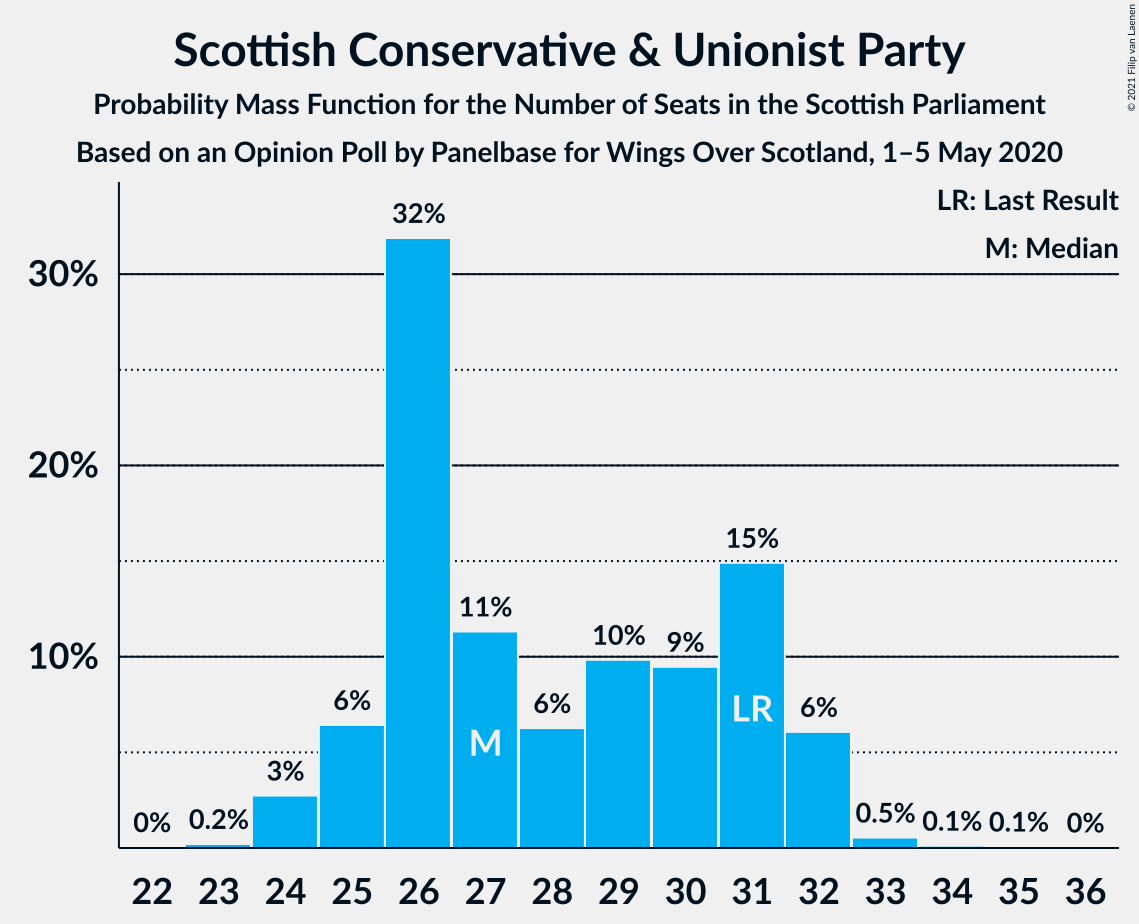 Scottish Conservative & Unionist Party
Probability Mass Function for the Number of Seats in the Scottish Parliament
Based on an Opinion Poll by Panelbase for Wings Over Scotland, 1–5 May 2020
© 2021 Filip van Laenen
LR: Last Result
M: Median
30%
20%
10%
0%
0.2%
3%
6%
32%
11%
6%
10%
9%
15%
6%
0.5%
0.1%
0.1%
0%
M
LR
22 23 24 25 26 27 28 29 30 31 32 33 34 35 36